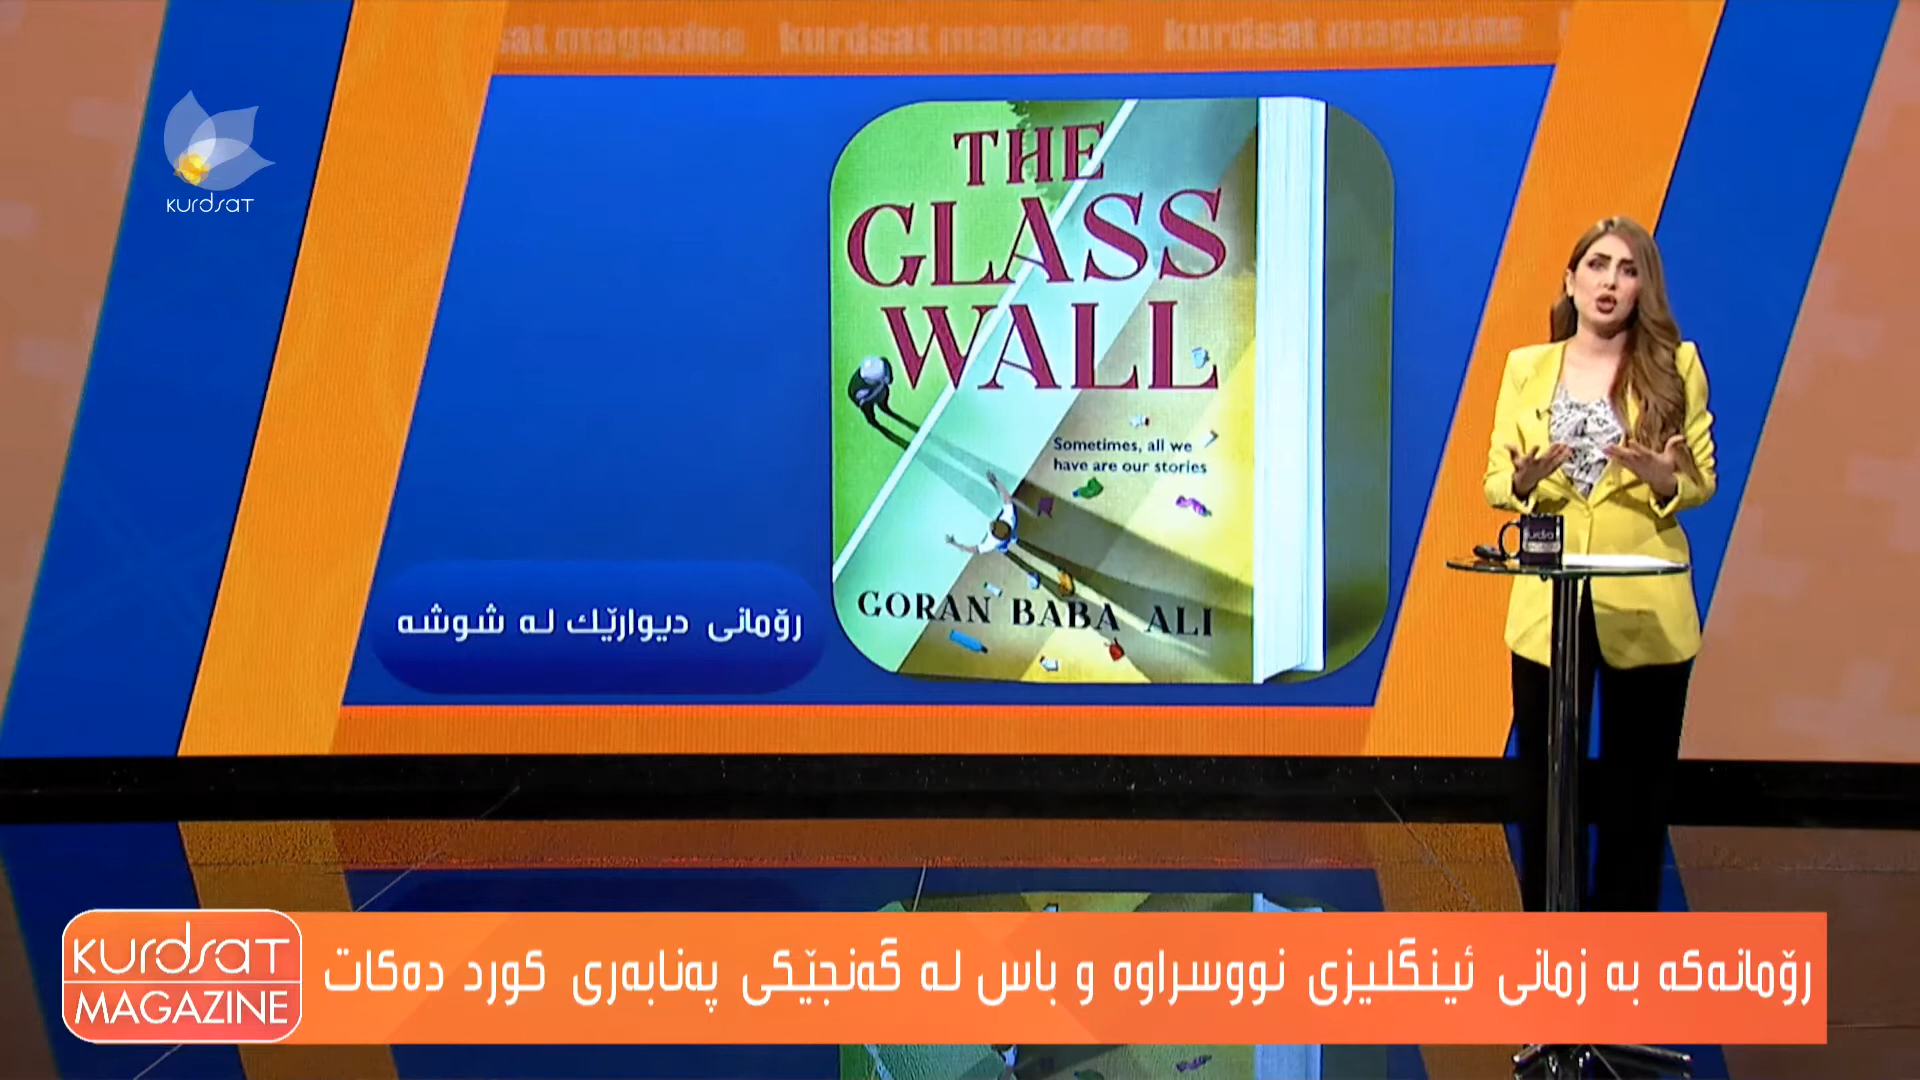 sat magazine kurdsat magazine kurdsat magazine
kurdsat
THE
GLASS
WALL
Sometimes, all we
have are our stories
GORAN BABA ALI
ڕۆمانی دیوارێك لە شوشە
kurdsat
KURDSAT
MAGAZINE
ڕۆمانەکە بە زمانی ئینگلیزی نووسراوە و باس لە گەنجێکی پەنابەری کورد دەکات